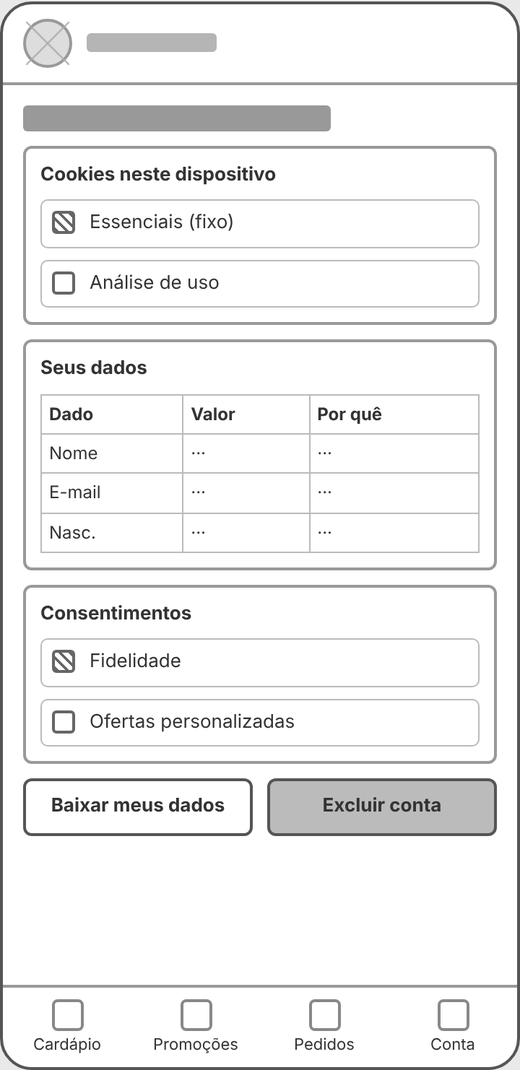 Cookies neste dispositivo
Essenciais (fixo)
Análise de uso
Seus dados
Dado Valor Por quê
Nome ... ...
E-mail ... ...
Nasc. ... ...
Consentimentos
Fidelidade
Ofertas personalizadas
Baixar meus dados Excluir conta
Cardápio Promoções Pedidos Conta